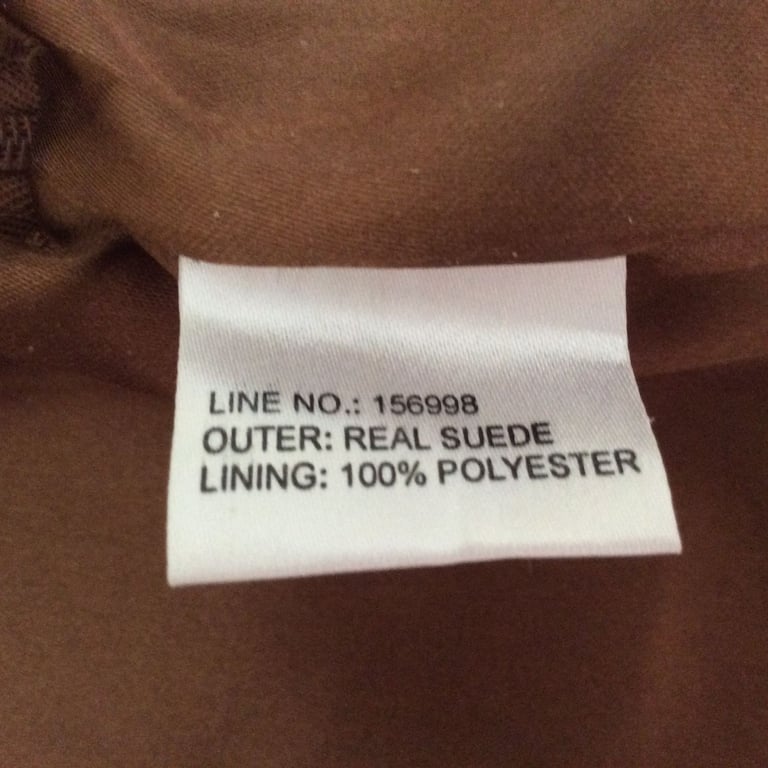 LINE NO.: 156998
OUTER: REAL SUEDE
LINING: 100% POLYESTER